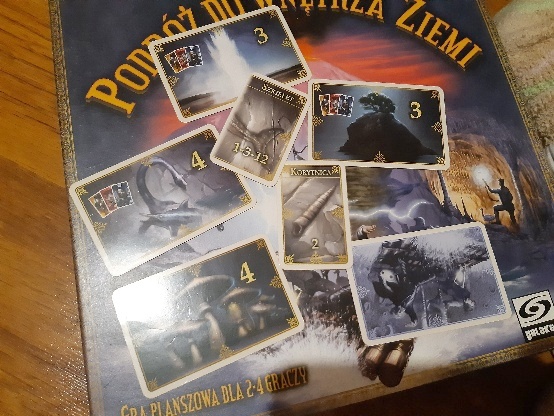 PODRÓŻ DO WNĘTRZA ZIEMI
3
SZKIELET
1-3-12
3
4
KORYTNICA
2
4
GRA PLANSZOWA DLA 2-4 GRACZY
galakta